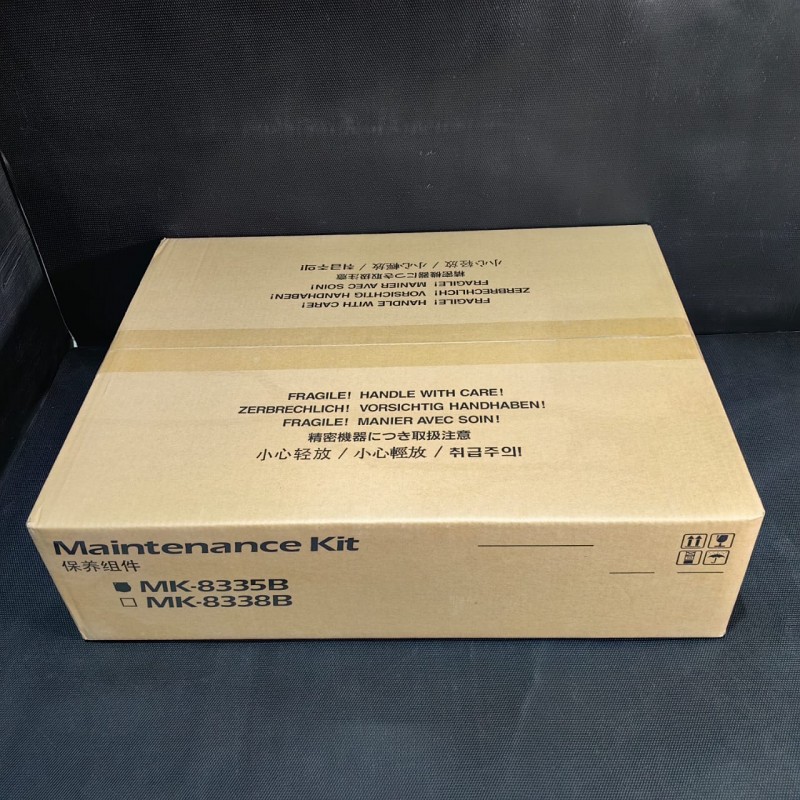 小心轻放 / 小心輕放 / 취급주의!
精密機器につき取扱注意
FRAGILE! MANIER AVEC SOIN!
ZERBRECHLICH! VORSICHTIG HANDHABEN!
FRAGILE! HANDLE WITH CARE!
FRAGILE! HANDLE WITH CARE!
ZERBRECHLICH! VORSICHTIG HANDHABEN!
FRAGILE! MANIER AVEC SOIN!
精密機器につき取扱注意
小心轻放 / 小心輕放 / 취급주의!
Maintenance Kit
保养组件
MK-8335B
MK-8338B